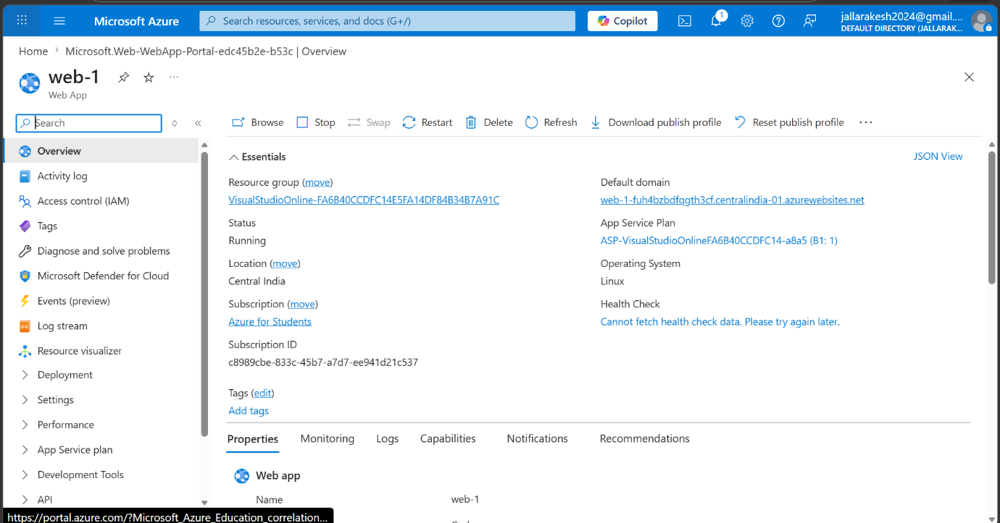 Microsoft Azure
Search resources, services, and docs (G+/)
Copilot
1
jallarakesh2024@gmail....
DEFAULT DIRECTORY (JALLARAK...
Home > Microsoft.Web-WebApp-Portal-edc45b2e-b53c | Overview
web-1
Web App
Search
Browse Stop Swap Restart Delete Refresh Download publish profile Reset publish profile
Overview
Activity log
Access control (IAM)
Tags
Diagnose and solve problems
Microsoft Defender for Cloud
Events (preview)
Log stream
Resource visualizer
Deployment
Settings
Performance
App Service plan
Development Tools
API
Essentials
JSON View
Resource group (move)
VisualStudioOnline-FA6B40CCDFC14E5FA14DF84B34B7A91C
Status
Running
Location (move)
Central India
Subscription (move)
Azure for Students
Subscription ID
c8989cbe-833c-45b7-a7d7-ee941d21c537
Default domain
web-1-fuh4bzbdfqgth3cf.centralindia-01.azurewebsites.net
App Service Plan
ASP-VisualStudioOnlineFA6B40CCDFC14-a8a5 (B1: 1)
Operating System
Linux
Health Check
Cannot fetch health check data. Please try again later.
Tags (edit)
Add tags
Properties Monitoring Logs Capabilities Notifications Recommendations
Web app
Name web-1
https://portal.azure.com/?Microsoft_Azure_Education_correlation...